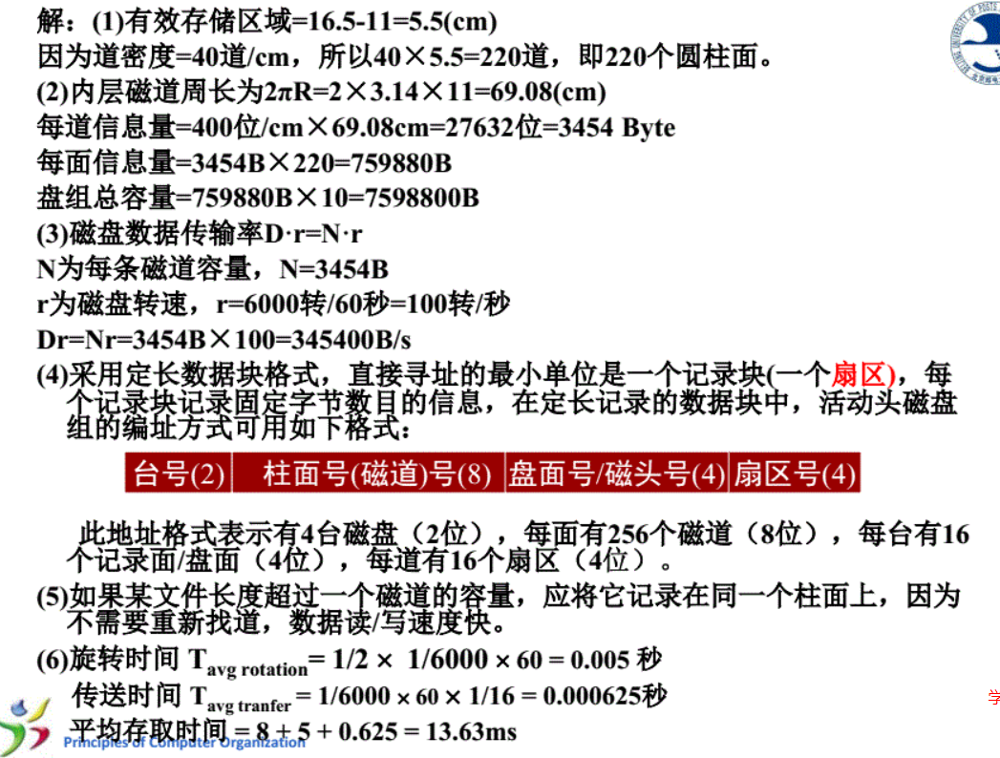 解：(1)有效存储区域=16.5-11=5.5(cm)
因为道密度=40道/cm，所以40×5.5=220道，即220个圆柱面。
(2)内层磁道周长为2πR=2×3.14×11=69.08(cm)
每道信息量=400位/cm×69.08cm=27632位=3454 Byte
每面信息量=3454B×220=759880B
盘组总容量=759880B×10=7598800B
(3)磁盘数据传输率D·r=N·r
N为每条磁道容量，N=3454B
r为磁盘转速，r=6000转/60秒=100转/秒
Dr=Nr=3454B×100=345400B/s
(4)采用定长数据块格式，直接寻址的最小单位是一个记录块(一个扇区)，每
个记录块记录固定字节数目的信息，在定长记录的数据块中，活动头磁盘
组的编址方式可用如下格式：
台号(2) 柱面号(磁道)号(8) 盘面号/磁头号(4) 扇区号(4)
此地址格式表示有4台磁盘（2位），每面有256个磁道（8位），每台有16
个记录面/盘面（4位），每道有16个扇区（4位）。
(5)如果某文件长度超过一个磁道的容量，应将它记录在同一个柱面上，因为
不需要重新找道，数据读/写速度快。
(6)旋转时间 Tavg rotation= 1/2 × 1/6000 × 60 = 0.005 秒
传送时间 Tavg tranfer = 1/6000 × 60 × 1/16 = 0.000625秒
平均存取时间 = 8 + 5 + 0.625 = 13.63ms
Principles of Computer Organization
学